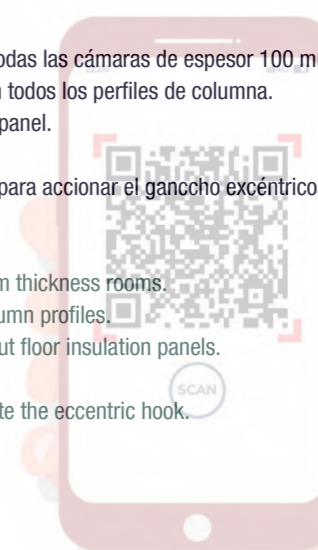 odas las cámaras de espesor 100 m
n todos los perfiles de columna.
panel.
para accionar el ganccho excéntricos
m thickness rooms.
umn profiles.
ut floor insulation panels.
te the eccentric hook.
SCAN